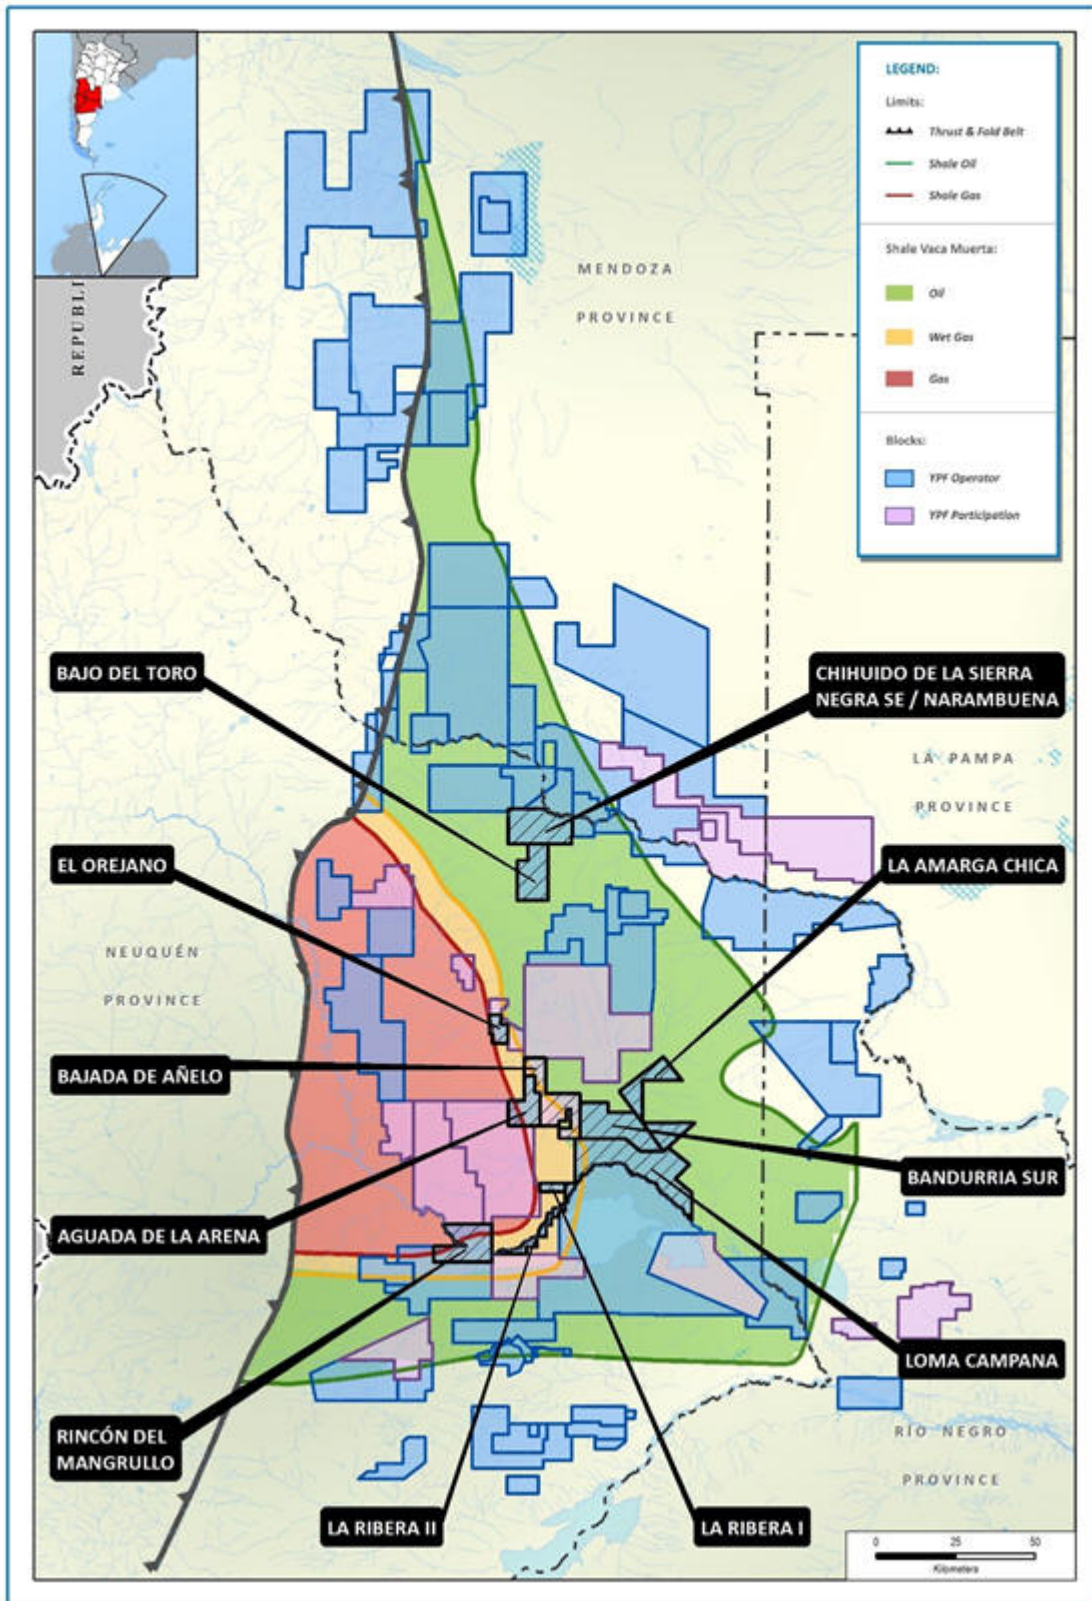 REPUBLI
MENDOZA
PROVINCE
LEGEND:
Limits:
Thrust & Fold Belt
Shale Oil
Shale Gas
Shale Vaca Muerta:
Oil
Wet Gas
Gas
Blocks:
YPF Operator
YPF Participation
BAJO DEL TORO
CHIHUIDO DE LA SIERRA
NEGRA SE / NARAMBUENA
LA PAMPA
PROVINCE
EL OREJANO
LA AMARGA CHICA
NEUQUÉN
PROVINCE
BAJADA DE AÑELO
BANDURRIA SUR
AGUADA DE LA ARENA
LOMA CAMPANA
RINCÓN DEL
MANGRULLO
RÍO NEGRO
PROVINCE
LA RIBERA II
LA RIBERA I
0 25 50
Kilometers